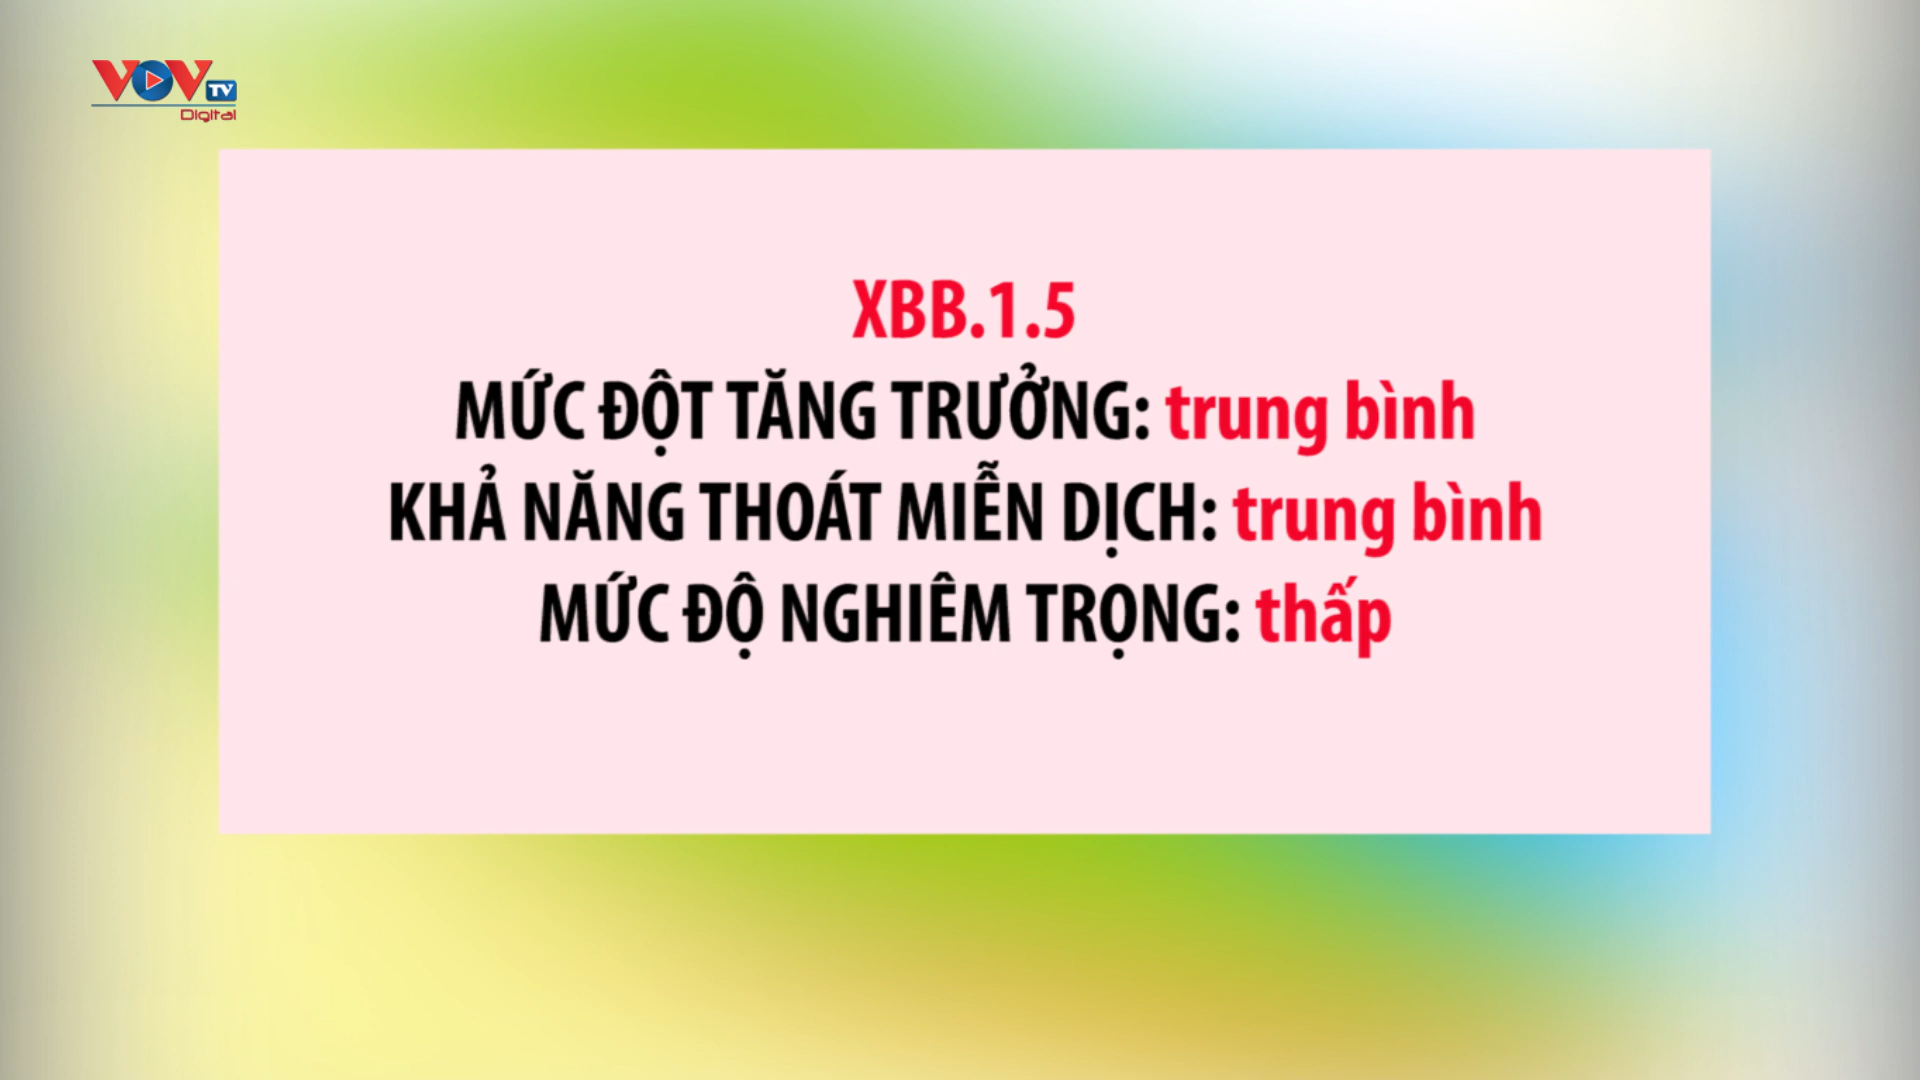 VOV TV
Digital
XBB.1.5
MỨC ĐỘT TĂNG TRƯỞNG: trung bình
KHẢ NĂNG THOÁT MIỄN DỊCH: trung bình
MỨC ĐỘ NGHIÊM TRỌNG: thấp